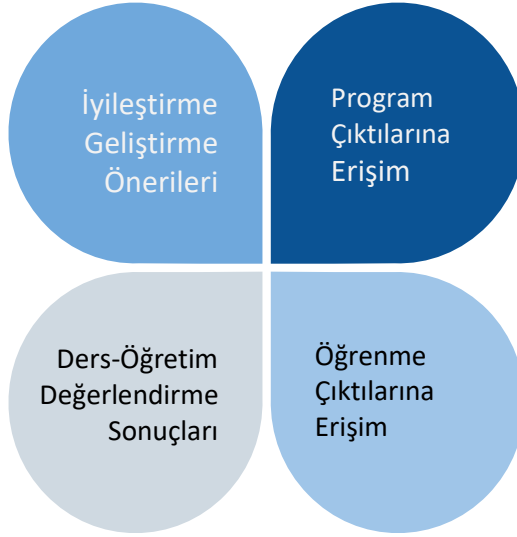 İyileştirme
Geliştirme
Önerileri
Program
Çıktılarına
Erişim
Ders-Öğretim
Değerlendirme
Sonuçları
Öğrenme
Çıktılarına
Erişim